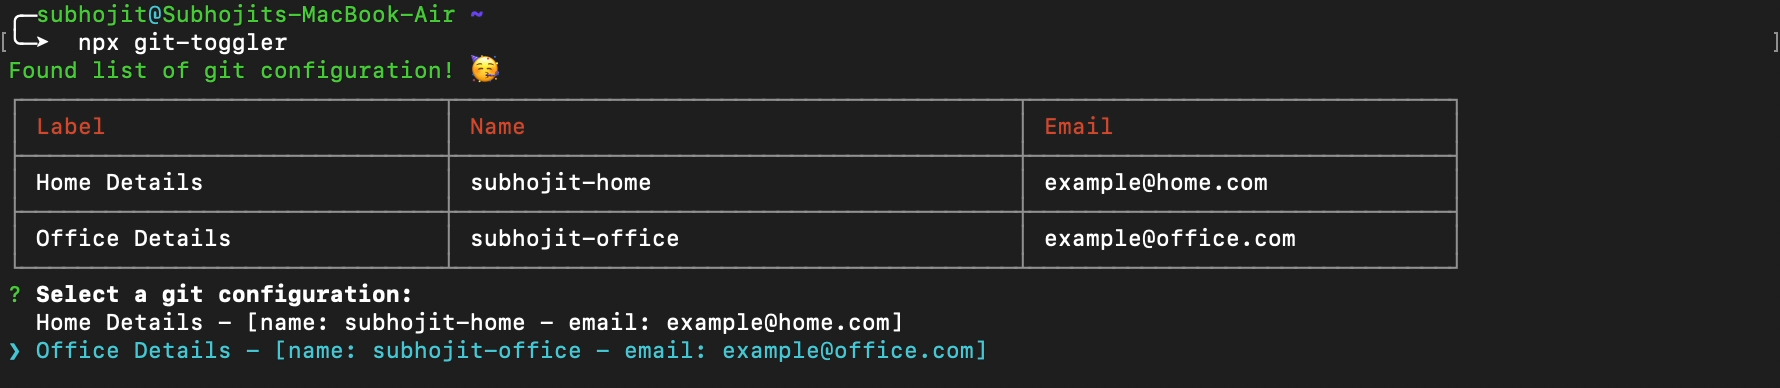 subhojit@Subhojits-MacBook-Air ~
npx git-toggler
Found list of git configuration! 🥳
Label Name Email
Home Details subhojit-home example@home.com
Office Details subhojit-office example@office.com
? Select a git configuration:
Home Details - [name: subhojit-home - email: example@home.com]
❯ Office Details - [name: subhojit-office - email: example@office.com]